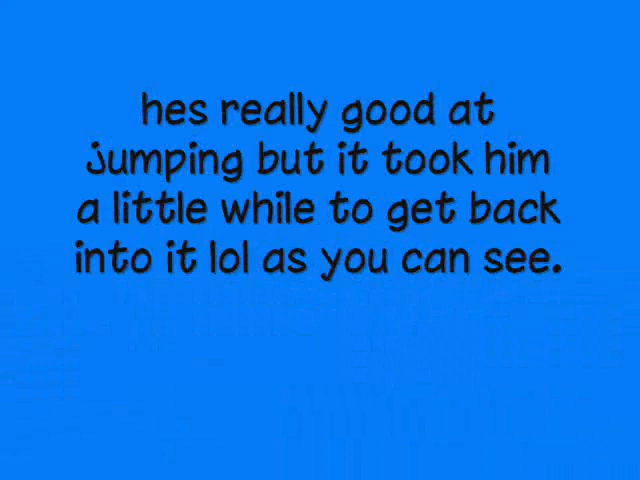 hes really good at
jumping but it took him
a little while to get back
into it lol as you can see.